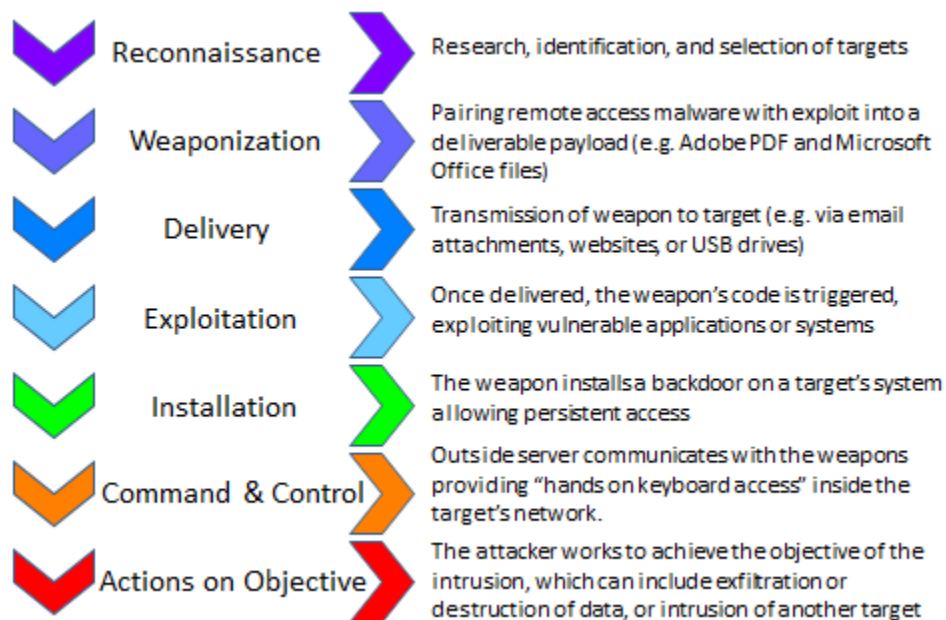 Reconnaissance
Research, identification, and selection of targets
Weaponization
Pairing remote access malware with exploit into a
deliverable payload (e.g. Adobe PDF and Microsoft
Office files)
Delivery
Transmission of weapon to target (e.g. via email
attachments, websites, or USB drives)
Exploitation
Once delivered, the weapon's code is triggered,
exploiting vulnerable applications or systems
Installation
The weapon installs a backdoor on a target's system
allowing persistent access
Command & Control
Outside server communicates with the weapons
providing “hands on keyboard access” inside the
target's network.
Actions on Objective
The attacker works to achieve the objective of the
intrusion, which can include exfiltration or
destruction of data, or intrusion of another target